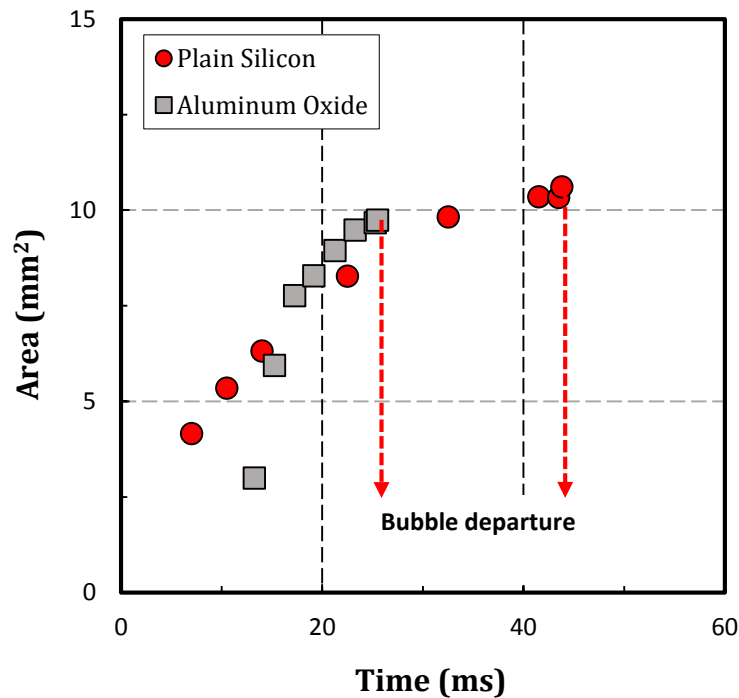 15
Plain Silicon
Aluminum Oxide
10
Area (mm²)
5
Bubble departure
0
0 20 40 60
Time (ms)